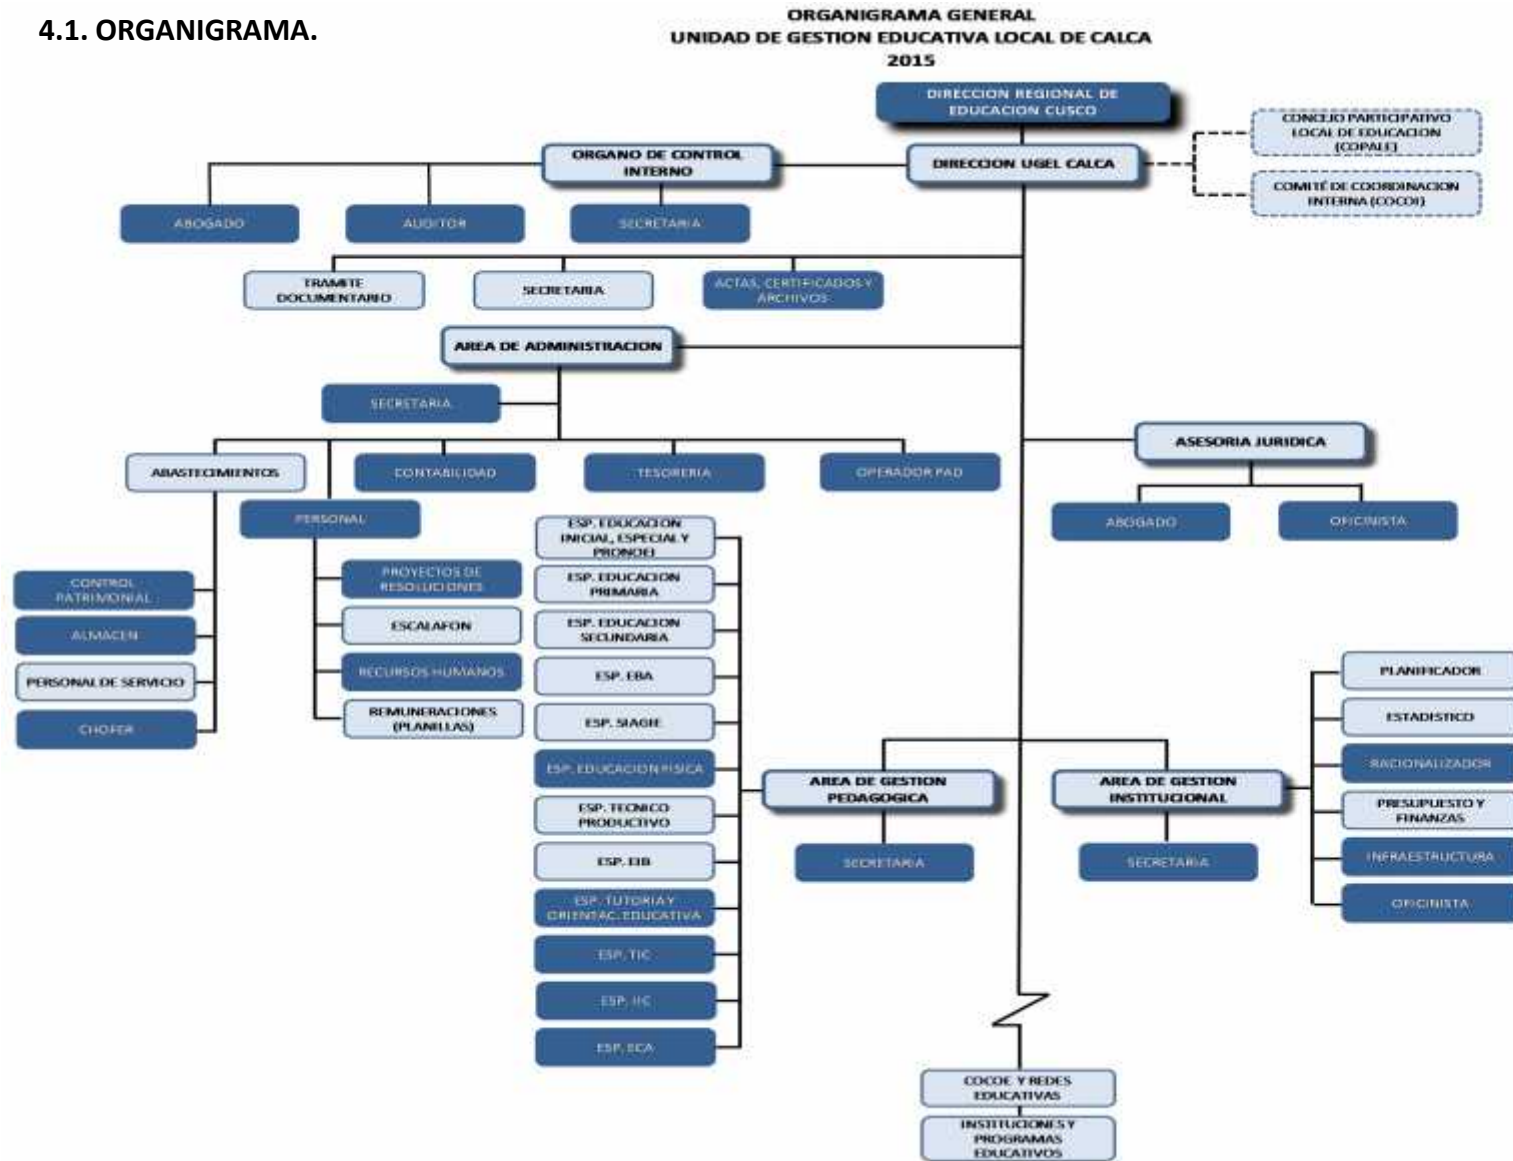 4.1. ORGANIGRAMA.
ORGANIGRAMA GENERAL
UNIDAD DE GESTION EDUCATIVA LOCAL DE CALCA
2015
DIRECCION REGIONAL DE
EDUCACION CUSCO
CONCEJO PARTICIPATIVO
LOCAL DE EDUCACION
(COPALE)
ORGANO DE CONTROL
INTERNO
DIRECCION UGEL CALCA
COMITÉ DE COORDINACION
INTERNA (COCOI)
ABOGADO
AUDITOR
SECRETARIA
TRAMITE
DOCUMENTARIO
SECRETARIA
ACTAS, CERTIFICADOS Y
ARCHIVOS
AREA DE ADMINISTRACION
SECRETARIA
ASESORIA JURIDICA
ABASTECIMIENTOS
CONTABILIDAD
TESORERIA
OPERADOR PAD
PERSONAL
ABOGADO
OFICINISTA
CONTROL
PATRIMONIAL
ALMACEN
PERSONAL DE SERVICIO
CHOFER
PROYECTOS DE
RESOLUCIONES
ESCALAFON
RECURSOS HUMANOS
REMUNERACIONES
(PLANILLAS)
ESP. EDUCACION
INICIAL, ESPECIAL Y
PRONOEI
ESP. EDUCACION
PRIMARIA
ESP. EDUCACION
SECUNDARIA
ESP. EBA
ESP. SIAGIE
ESP. EDUCACION FISICA
ESP. TECNICO
PRODUCTIVO
ESP. EIB
ESP. TUTORIA Y
ORIENTAC. EDUCATIVA
ESP. TIC
ESP. IIC
ESP. ECA
AREA DE GESTION
PEDAGOGICA
SECRETARIA
AREA DE GESTION
INSTITUCIONAL
SECRETARIA
PLANIFICADOR
ESTADISTICO
RACIONALIZADOR
PRESUPUESTO Y
FINANZAS
INFRAESTRUCTURA
OFICINISTA
COCOE Y REDES
EDUCATIVAS
INSTITUCIONES Y
PROGRAMAS
EDUCATIVOS